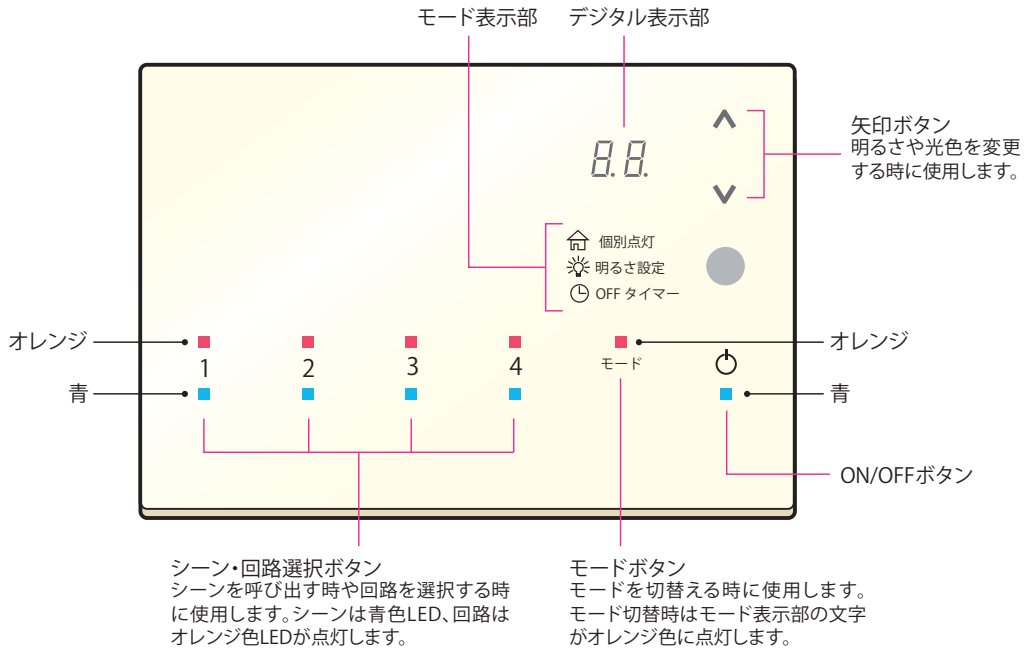 モード表示部
デジタル表示部
8.8.
矢印ボタン
明るさや光色を変更
する時に使用します。
個別点灯
明るさ設定
OFF タイマー
オレンジ
オレンジ
1
2
3
4
モード
青
青
ON/OFFボタン
シーン・回路選択ボタン
シーンを呼び出す時や回路を選択する時
に使用します。シーンは青色LED、回路は
オレンジ色LEDが点灯します。
モードボタン
モードを切替える時に使用します。
モード切替時はモード表示部の文字
がオレンジ色に点灯します。